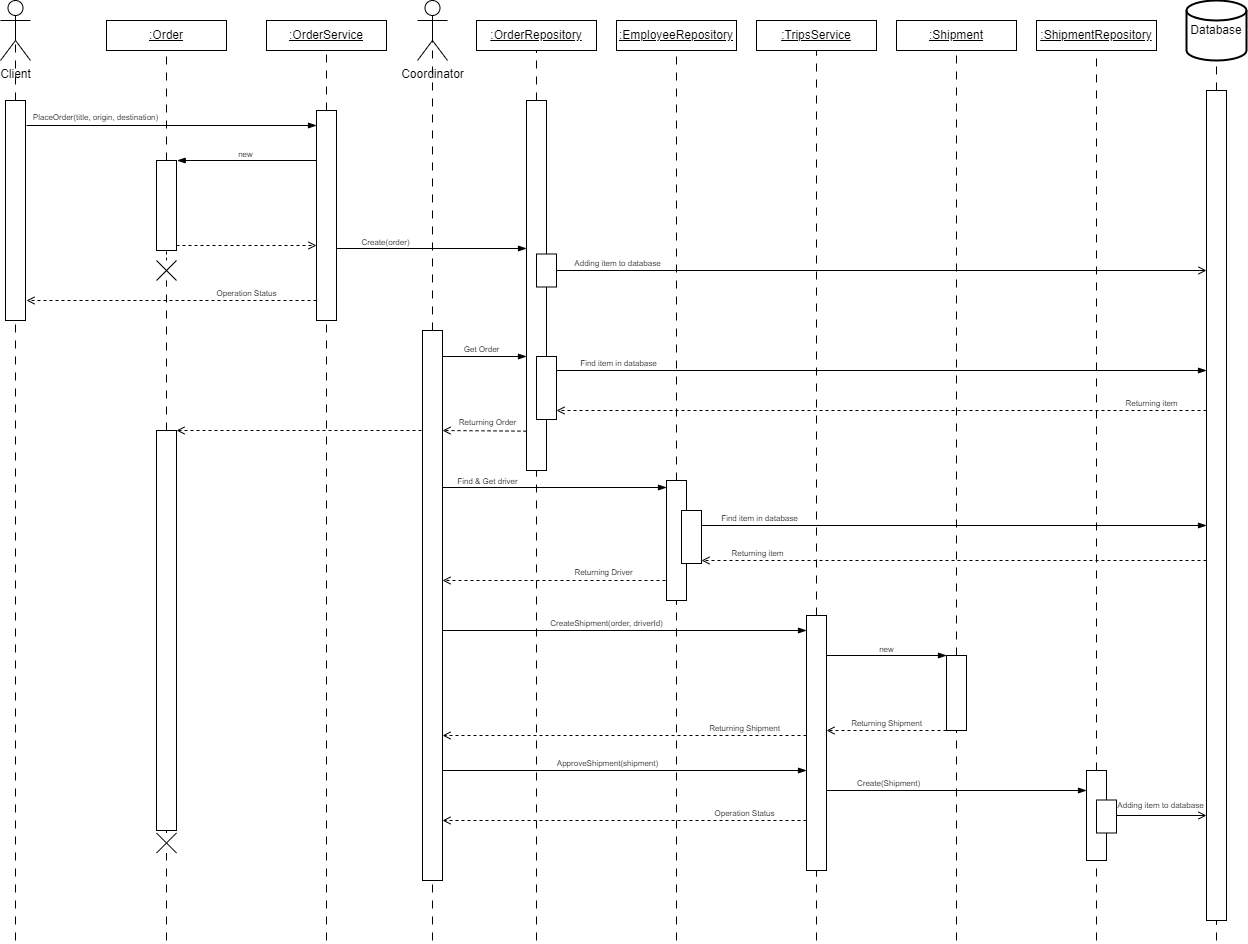 :Order
:OrderService
:OrderRepository
:EmployeeRepository
:TripsService
:Shipment
:ShipmentRepository
Database
Client
Coordinator
PlaceOrder(title, origin, destination)
new
Create(order)
Adding item to database
Operation Status
Get Order
Find item in database
Returning item
Returning Order
Find & Get driver
Find item in database
Returning item
Returning Driver
CreateShipment(order, driverId)
new
Returning Shipment
Returning Shipment
ApproveShipment(shipment)
Create(Shipment)
Adding item to database
Operation Status